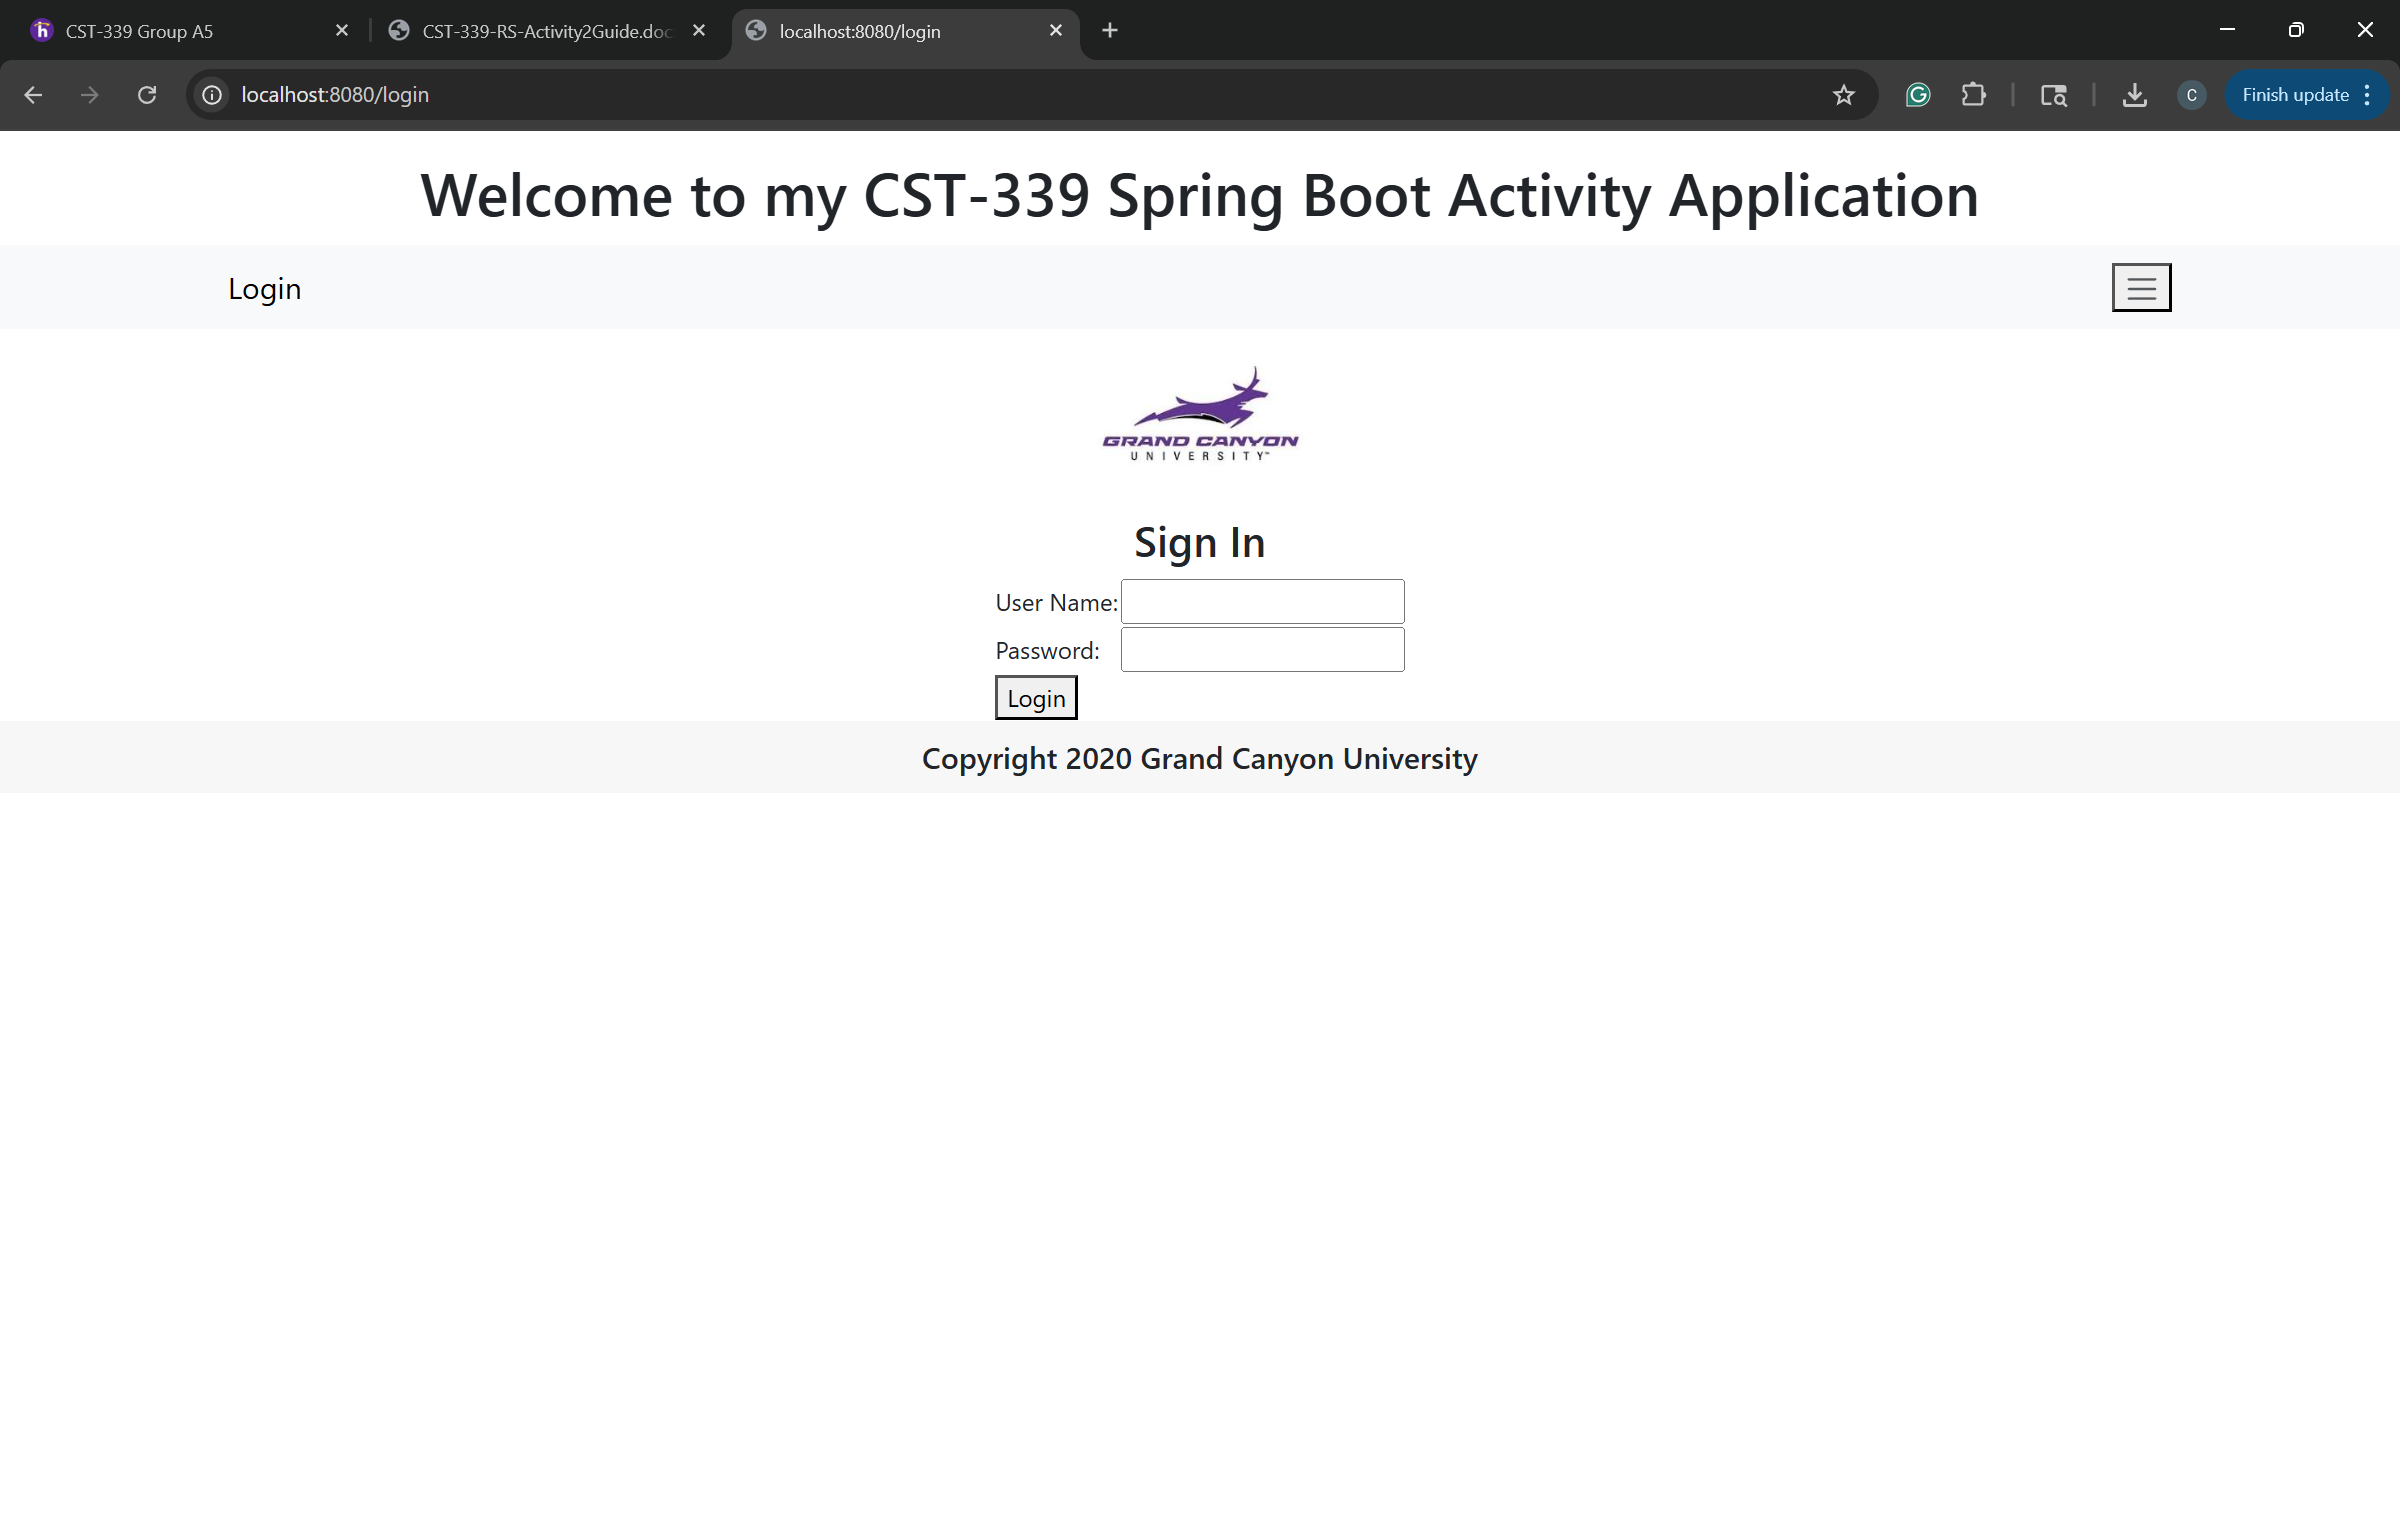 CST-339 Group A5
CST-339-RS-Activity2Guide.doc
localhost:8080/login
localhost:8080/login
C
Finish update
Welcome to my CST-339 Spring Boot Activity Application
Login
GRAND CANYON
UNIVERSITY™
Sign In
User Name:
Password:
Login
Copyright 2020 Grand Canyon University